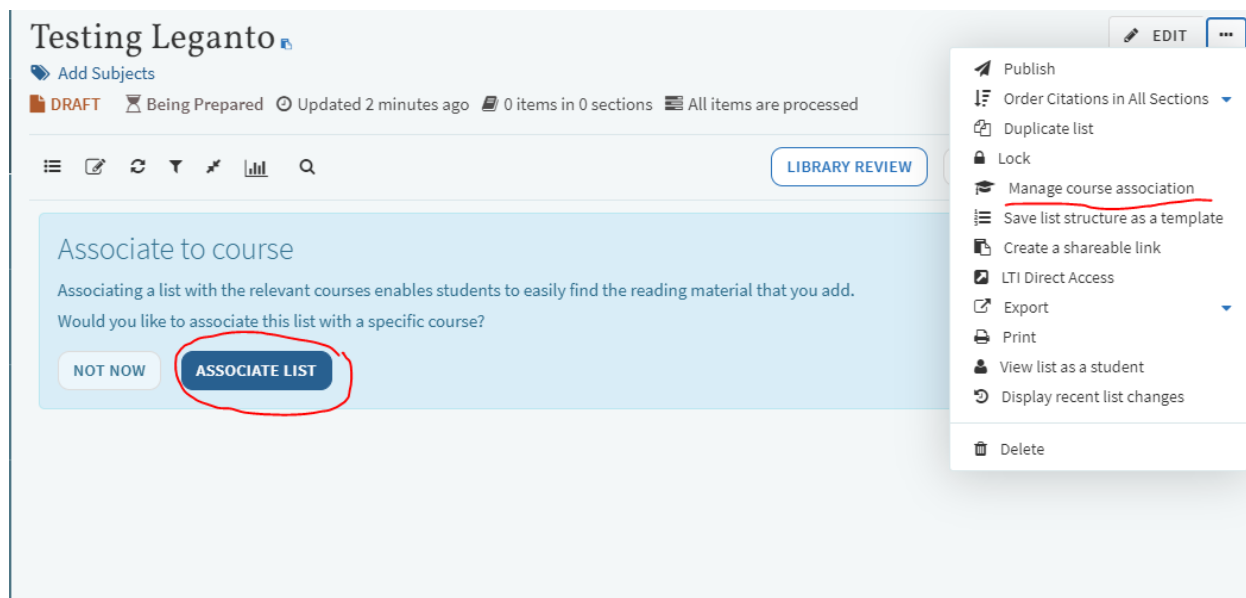 Testing Leganto
EDIT
Add Subjects
DRAFT Being Prepared Updated 2 minutes ago 0 items in 0 sections All items are processed
LIBRARY REVIEW
Associate to course
Associating a list with the relevant courses enables students to easily find the reading material that you add.
Would you like to associate this list with a specific course?
NOT NOW
ASSOCIATE LIST
Publish
Order Citations in All Sections
Duplicate list
Lock
Manage course association
Save list structure as a template
Create a shareable link
LTI Direct Access
Export
Print
View list as a student
Display recent list changes
Delete